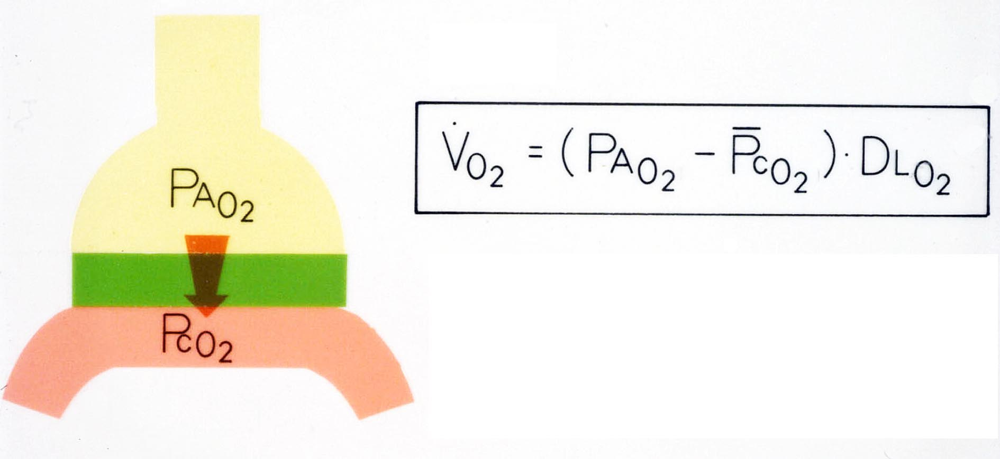 PAO2
PcO2
V̇O2 = ( PAO2 - P̅cO2 ) · DLO2